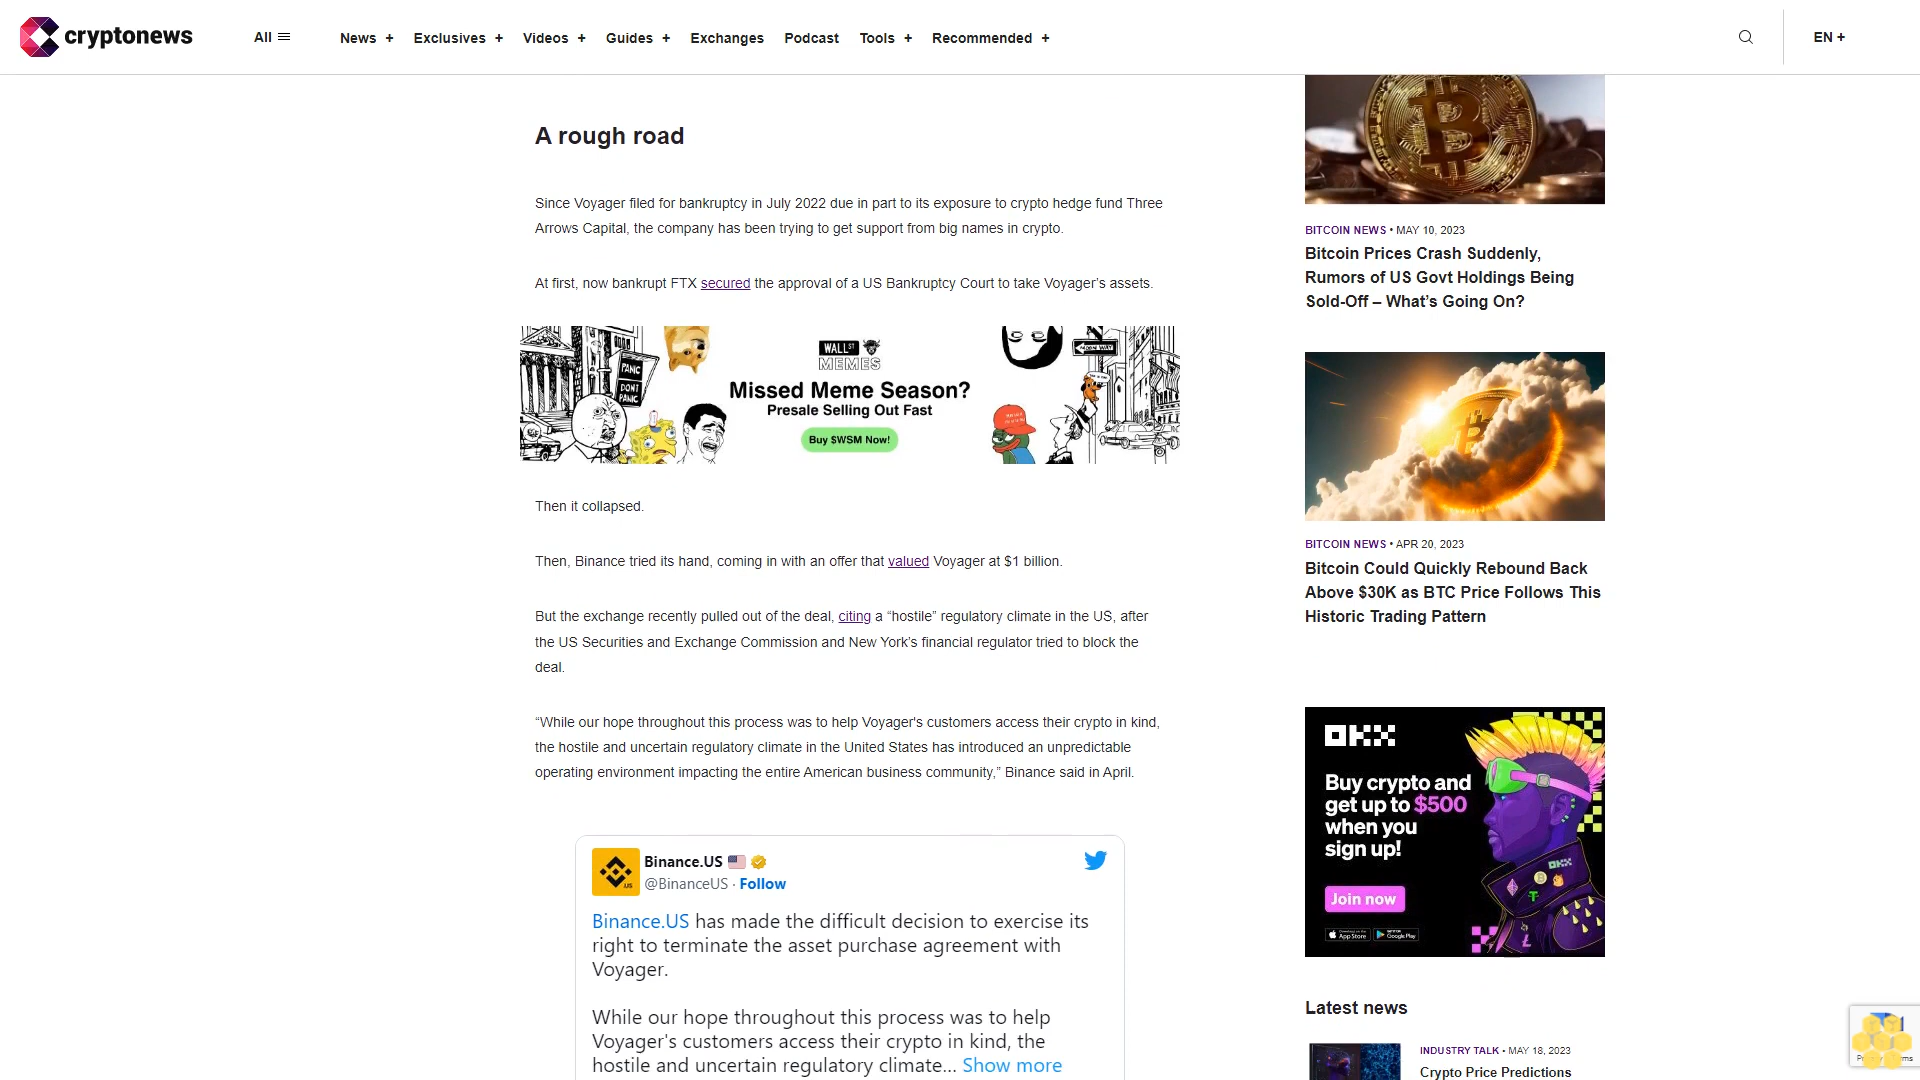 cryptonews
All
News +
Exclusives +
Videos +
Guides +
Exchanges
Podcast
Tools +
Recommended +
EN +
A rough road
Since Voyager filed for bankruptcy in July 2022 due in part to its exposure to crypto hedge fund Three
Arrows Capital, the company has been trying to get support from big names in crypto.
At first, now bankrupt FTX secured the approval of a US Bankruptcy Court to take Voyager’s assets.
PANIC
DONT
PANIC
WALL ST
MEMES
Missed Meme Season?
Presale Selling Out Fast
Buy $WSM Now!
MOON WAY
Then it collapsed.
Then, Binance tried its hand, coming in with an offer that valued Voyager at $1 billion.
But the exchange recently pulled out of the deal, citing a “hostile” regulatory climate in the US, after
the US Securities and Exchange Commission and New York’s financial regulator tried to block the
deal.
“While our hope throughout this process was to help Voyager's customers access their crypto in kind,
the hostile and uncertain regulatory climate in the United States has introduced an unpredictable
operating environment impacting the entire American business community,” Binance said in April.
Binance.US
@BinanceUS · Follow
Binance.US has made the difficult decision to exercise its
right to terminate the asset purchase agreement with
Voyager.
While our hope throughout this process was to help
Voyager's customers access their crypto in kind, the
hostile and uncertain regulatory climate... Show more
BITCOIN NEWS • MAY 10, 2023
Bitcoin Prices Crash Suddenly,
Rumors of US Govt Holdings Being
Sold-Off – What’s Going On?
BITCOIN NEWS • APR 20, 2023
Bitcoin Could Quickly Rebound Back
Above $30K as BTC Price Follows This
Historic Trading Pattern
OKX
Buy crypto and
get up to $500
when you
sign up!
Join now
App Store
Google Play
OKX
Latest news
INDUSTRY TALK • MAY 18, 2023
Crypto Price Predictions